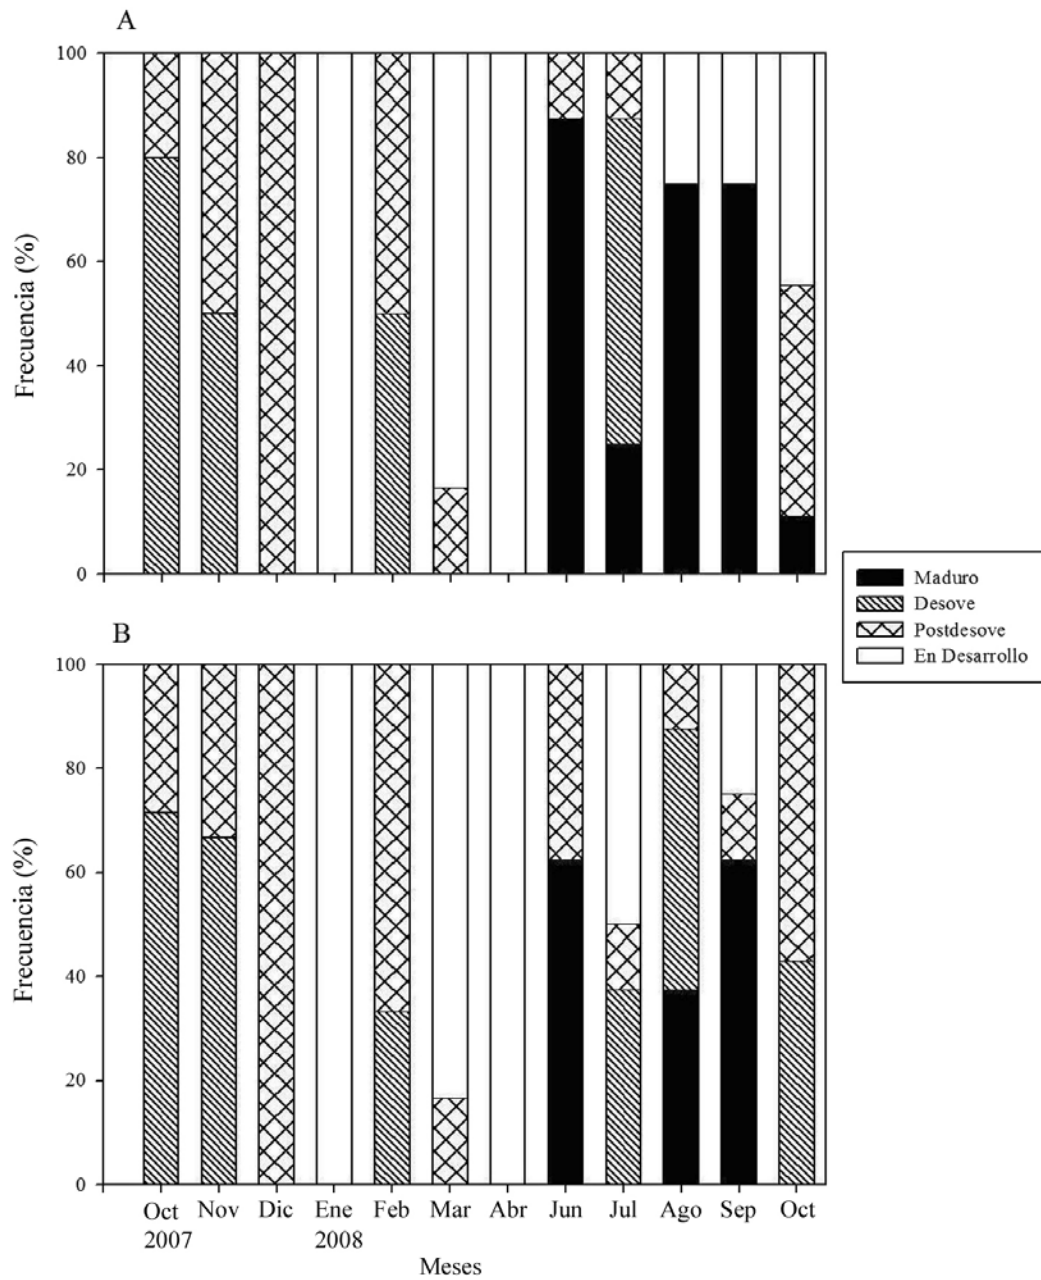 A
100
80
60
40
20
0
Frecuencia (%)
Maduro
Desove
Postdesove
En Desarrollo
B
100
80
60
40
20
0
Frecuencia (%)
Oct Nov Dic Ene Feb Mar Abr Jun Jul Ago Sep Oct
2007 2008
Meses